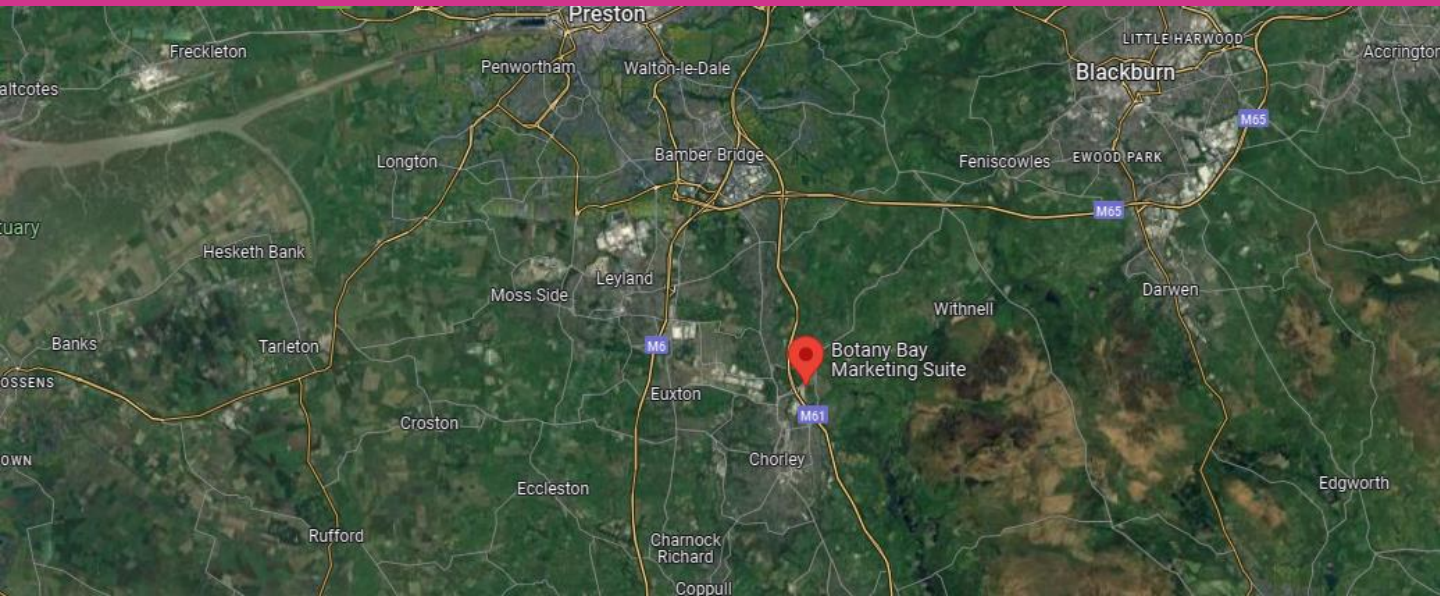 Preston
Freckleton
LITTLE HARWOOD
Accrington
Penwortham
Walton-le-Dale
Blackburn
altcotes
M65
Longton
Bamber Bridge
Feniscowles
EWOOD PARK
M65
tuary
Hesketh Bank
Leyland
Moss Side
Darwen
Withnell
Banks
Tarleton
M6
Botany Bay
Marketing Suite
OSSENS
Euxton
M61
Croston
Chorley
OWN
Eccleston
Edgworth
Rufford
Charnock
Richard
Coppull